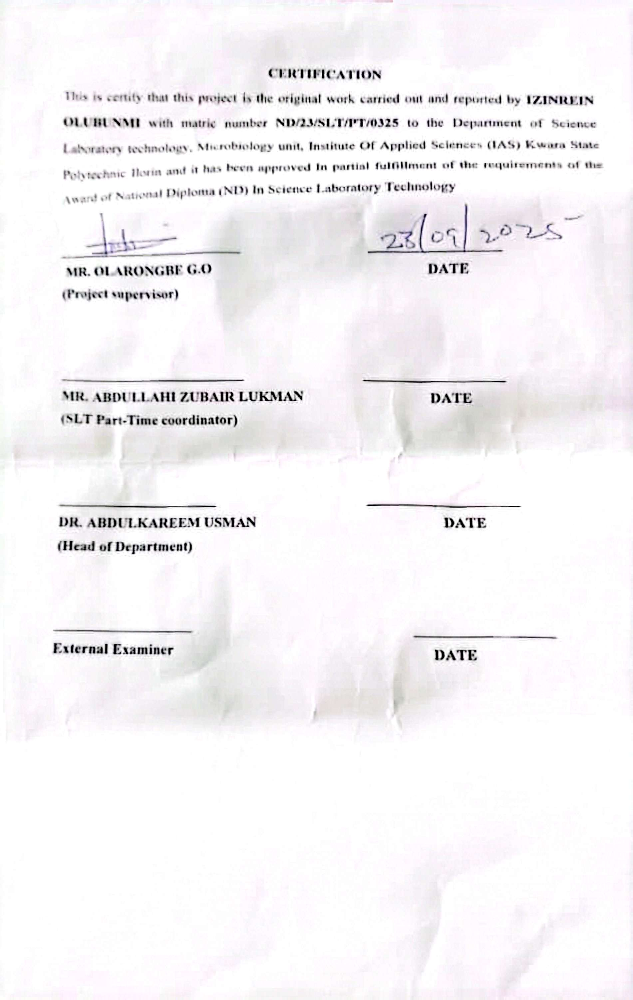 CERTIFICATION
This is certify that this project is the original work carried out and reported by IZINREIN
OLUBUNMI with matric number ND/23/SLT/PT/0325 to the Department of Science
Laboratory technology, Microbiology unit, Institute Of Applied Sciences (IAS) Kwara State
Polytechnic Ilorin and it has been approved In partial fulfillment of the requirements of the
Award of National Diploma (ND) In Science Laboratory Technology
23/09/2025
MR. OLARONGBE G.O DATE
(Project supervisor)
MR. ABDULLAHI ZUBAIR LUKMAN DATE
(SLT Part-Time coordinator)
DR. ABDULKAREEM USMAN DATE
(Head of Department)
External Examiner DATE